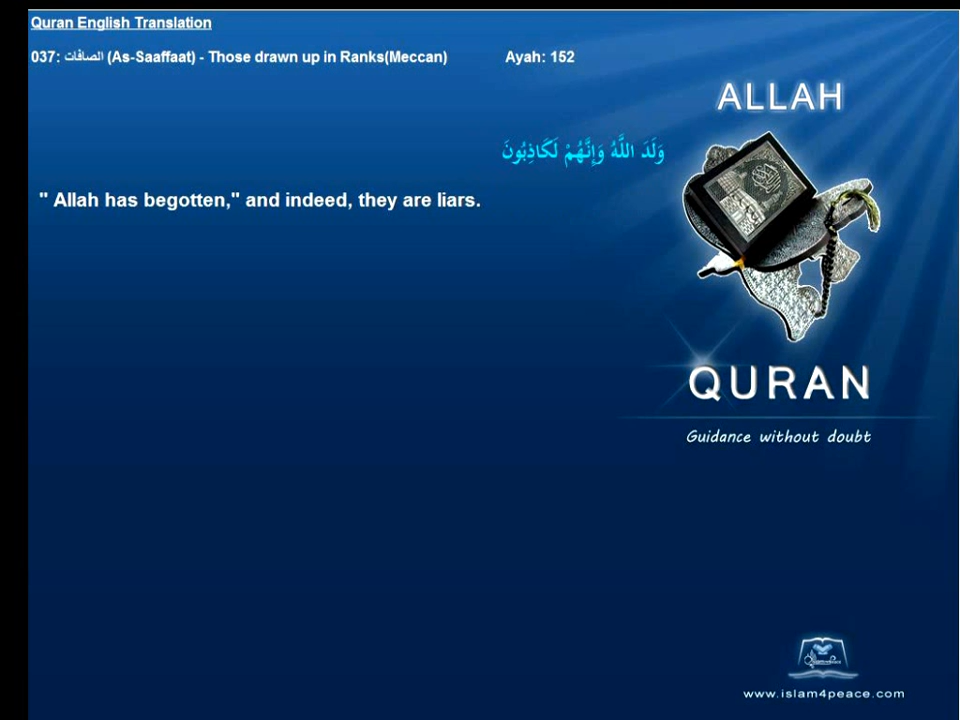 Quran English Translation
037: الصافات (As-Saaffaat) - Those drawn up in Ranks(Meccan) Ayah: 152
ALLAH
وَلَدَ اللَّهُ وَإِنَّهُمْ لَكَاذِبُونَ
" Allah has begotten," and indeed, they are liars.
QURAN
Guidance without doubt
www.islam4peace.com